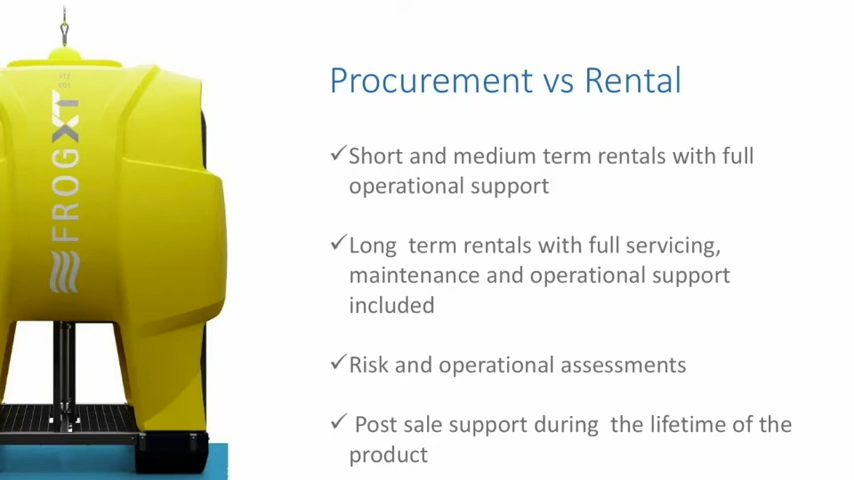 Procurement vs Rental
✓Short and medium term rentals with full
operational support
✓Long  term rentals with full servicing,
maintenance and operational support
included
✓Risk and operational assessments
✓ Post sale support during  the lifetime of the
product
FROGXT